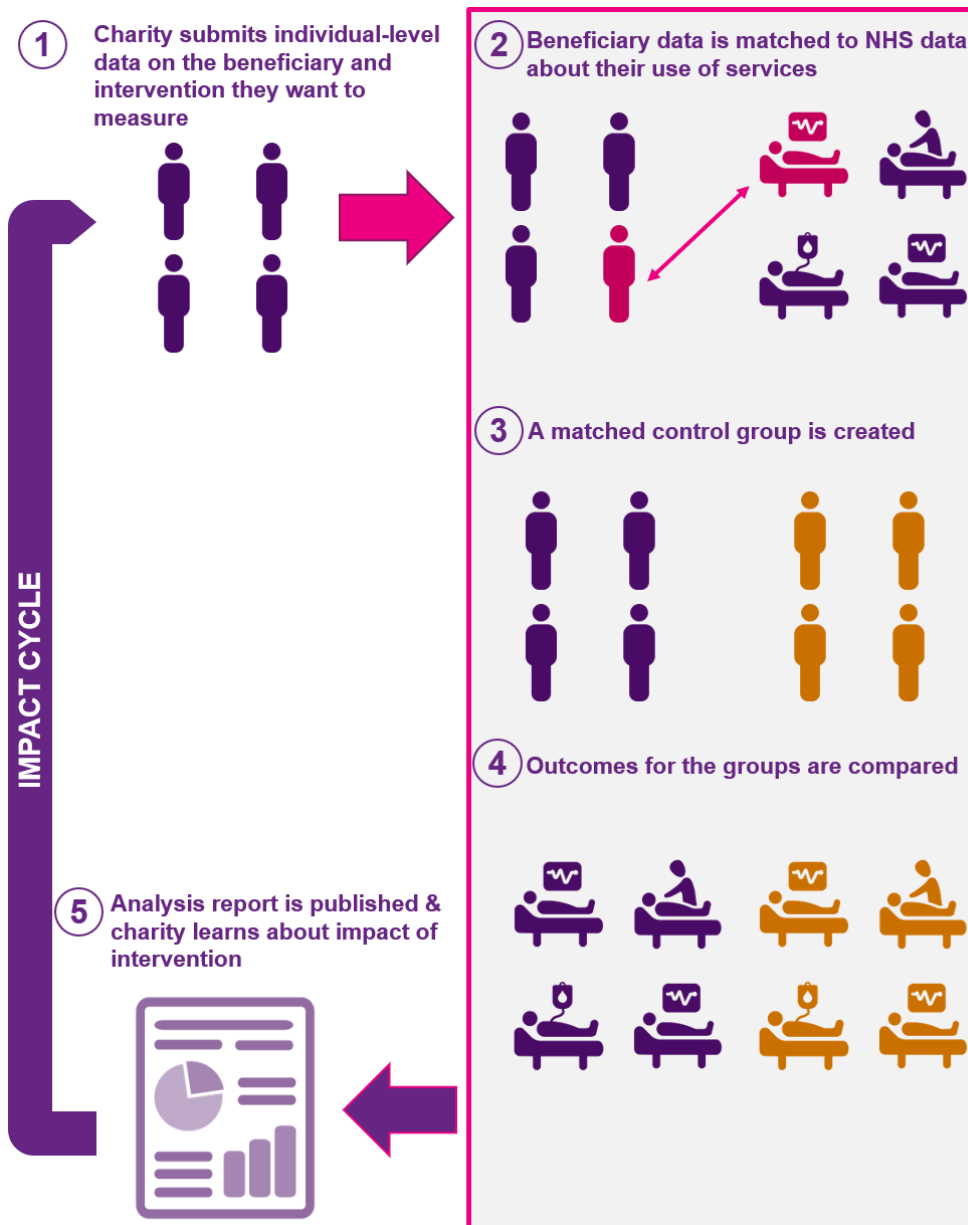 1
Charity submits individual-level
data on the beneficiary and
intervention they want to
measure
2
Beneficiary data is matched to NHS data
about their use of services
3
A matched control group is created
4
Outcomes for the groups are compared
5
Analysis report is published &
charity learns about impact of
intervention
IMPACT CYCLE